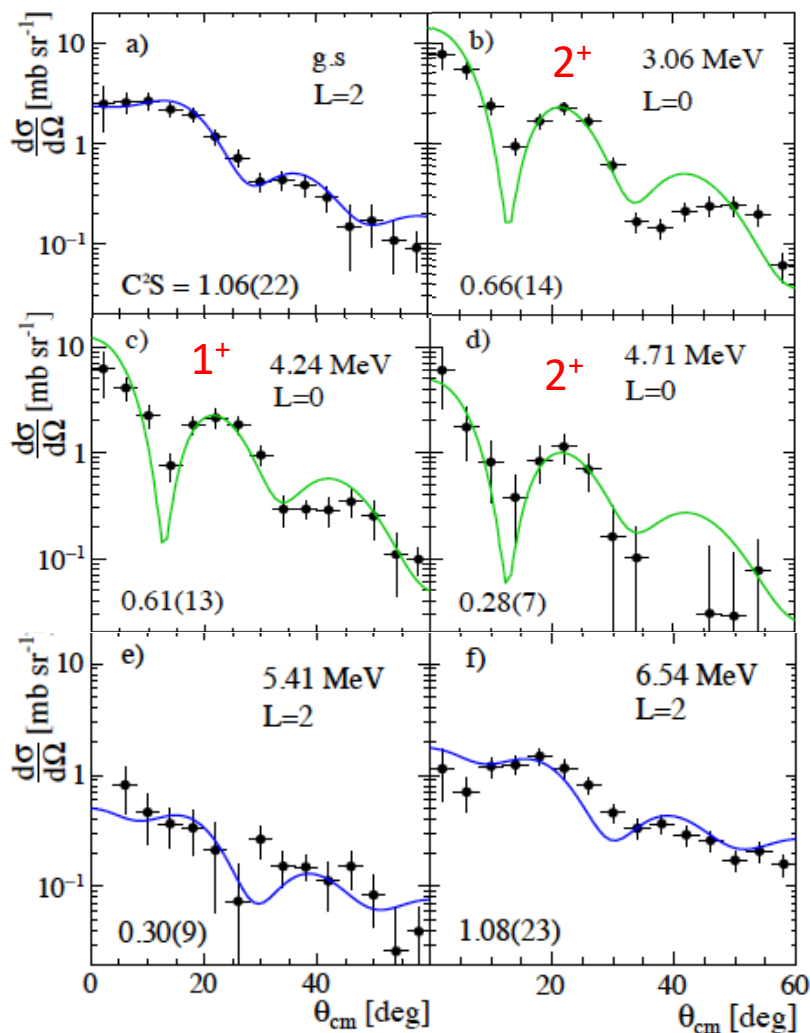 a)
g.s
L=2
C²S = 1.06(22)
b)
2⁺
3.06 MeV
L=0
0.66(14)
dσ/dΩ [mb sr⁻¹]
10
1
10⁻¹
c)
1⁺
4.24 MeV
L=0
0.61(13)
d)
2⁺
4.71 MeV
L=0
0.28(7)
dσ/dΩ [mb sr⁻¹]
10
1
10⁻¹
e)
5.41 MeV
L=2
0.30(9)
f)
6.54 MeV
L=2
1.08(23)
dσ/dΩ [mb sr⁻¹]
10
1
10⁻¹
0 20 40 20 40 60
θcm [deg] θcm [deg]